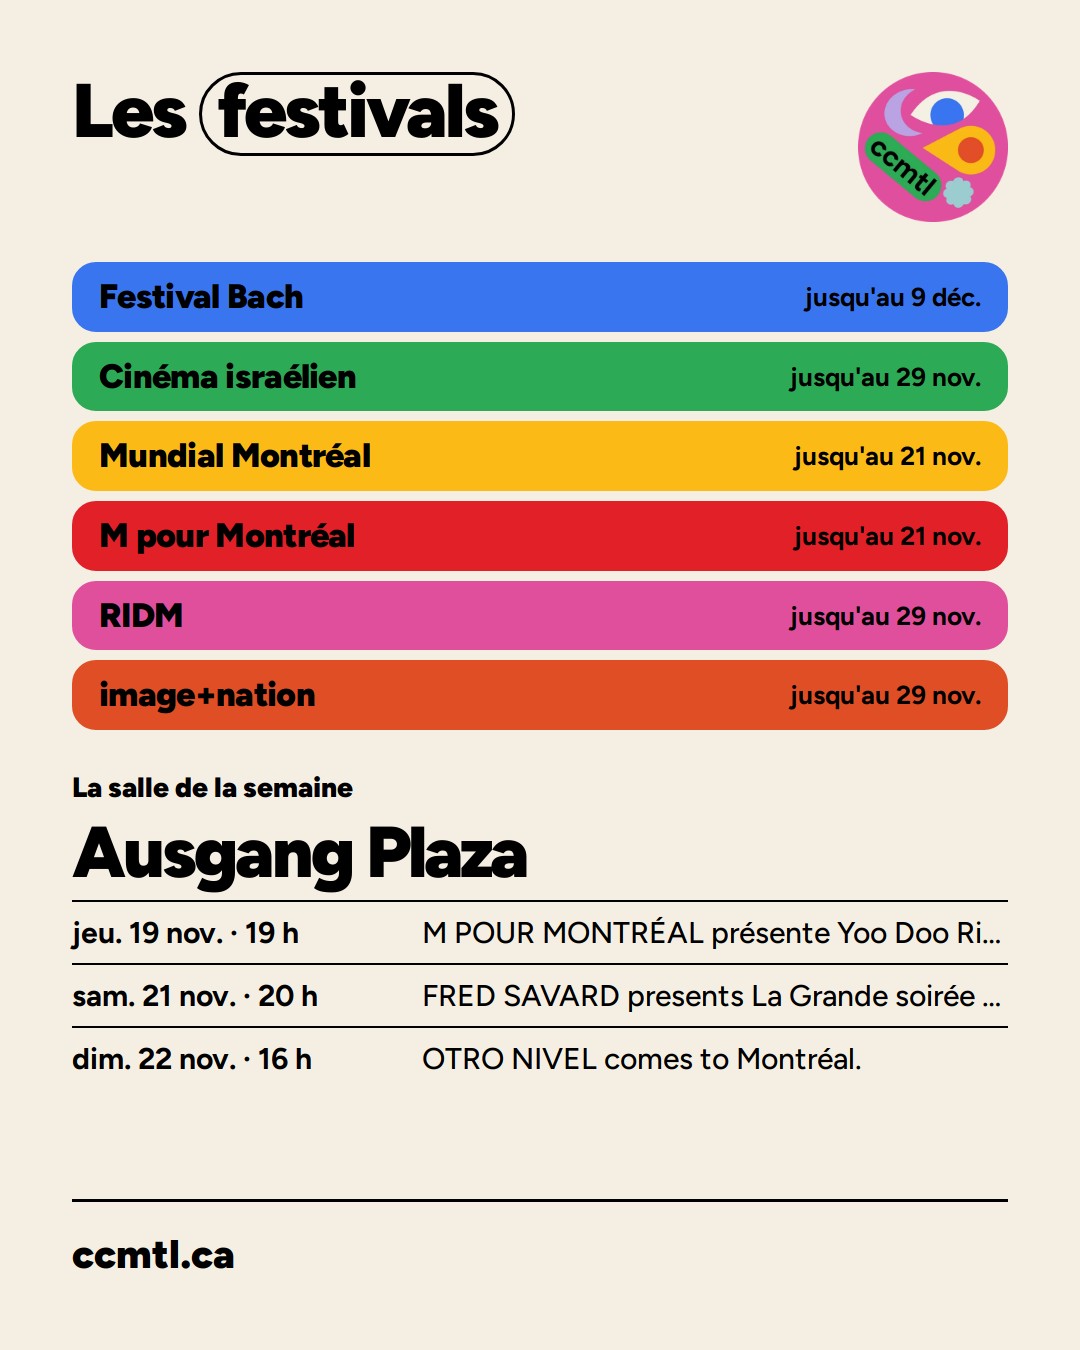 Les festivals
ccmtl
Festival Bach jusqu'au 9 déc.
Cinéma israélien jusqu'au 29 nov.
Mundial Montréal jusqu'au 21 nov.
M pour Montréal jusqu'au 21 nov.
RIDM jusqu'au 29 nov.
image+nation jusqu'au 29 nov.
La salle de la semaine
Ausgang Plaza
jeu. 19 nov. · 19 h M POUR MONTRÉAL présente Yoo Doo Ri...
sam. 21 nov. · 20 h FRED SAVARD presents La Grande soirée ...
dim. 22 nov. · 16 h OTRO NIVEL comes to Montréal.
ccmtl.ca